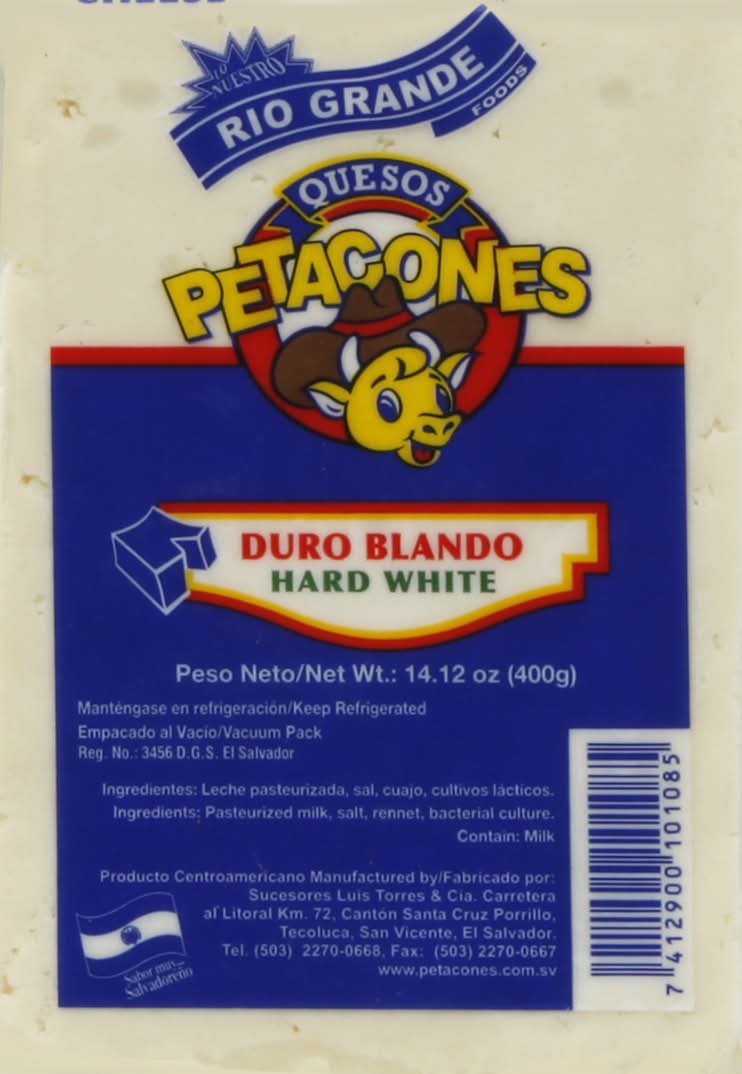 CHEESE
LO
NUESTRO
RIO GRANDE
FOODS
QUESOS
PETACONES
DURO BLANDO
HARD WHITE
Peso Neto/Net Wt.: 14.12 oz (400g)
Manténgase en refrigeración/Keep Refrigerated
Empacado al Vacío/Vacuum Pack
Reg. No.: 3456 D.G.S. El Salvador
Ingredientes: Leche pasteurizada, sal, cuajo, cultivos lácticos.
Ingredients: Pasteurized milk, salt, rennet, bacterial culture.
Contain: Milk
Producto Centroamericano Manufactured by/Fabricado por:
Sucesores Luis Torres & Cia. Carretera
al Litoral Km. 72, Cantón Santa Cruz Porrillo,
Tecoluca, San Vicente, El Salvador.
Tel. (503) 2270-0668, Fax: (503) 2270-0667
www.petacones.com.sv
Sabor muy...
Salvadoreño
7 412900 101085